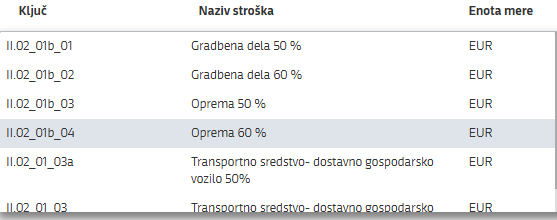 Ključ Naziv stroška Enota mere
II.02_01b_01 Gradbena dela 50 % EUR
II.02_01b_02 Gradbena dela 60 % EUR
II.02_01b_03 Oprema 50 % EUR
II.02_01b_04 Oprema 60 % EUR
II.02_01_03a Transportno sredstvo- dostavno gospodarsko EUR
vozilo 50%
II.02_01_03 Transportno sredstvo- dostavno gospodarsko EUR